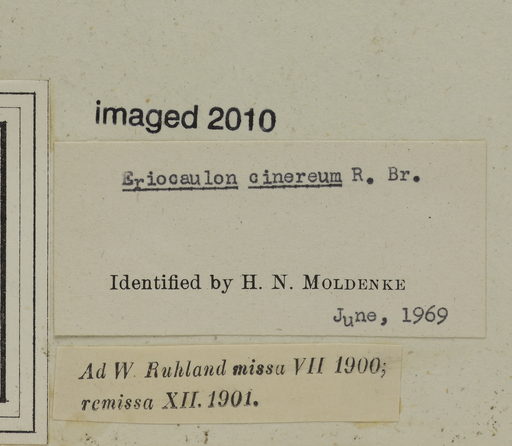 imaged 2010
Eriocaulon cinereum R. Br.
Identified by H. N. MOLDENKE
June, 1969
Ad W. Ruhland missa VII 1900;
remissa XII. 1901.